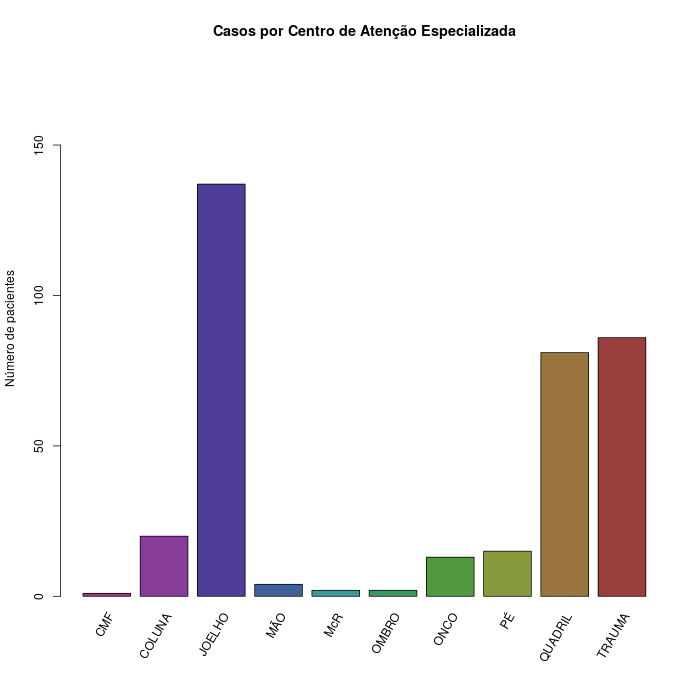 Casos por Centro de Atenção Especializada
Número de pacientes
150
100
50
0
CMF
COLUNA
JOELHO
MÃO
McR
OMBRO
ONCO
PÉ
QUADRIL
TRAUMA